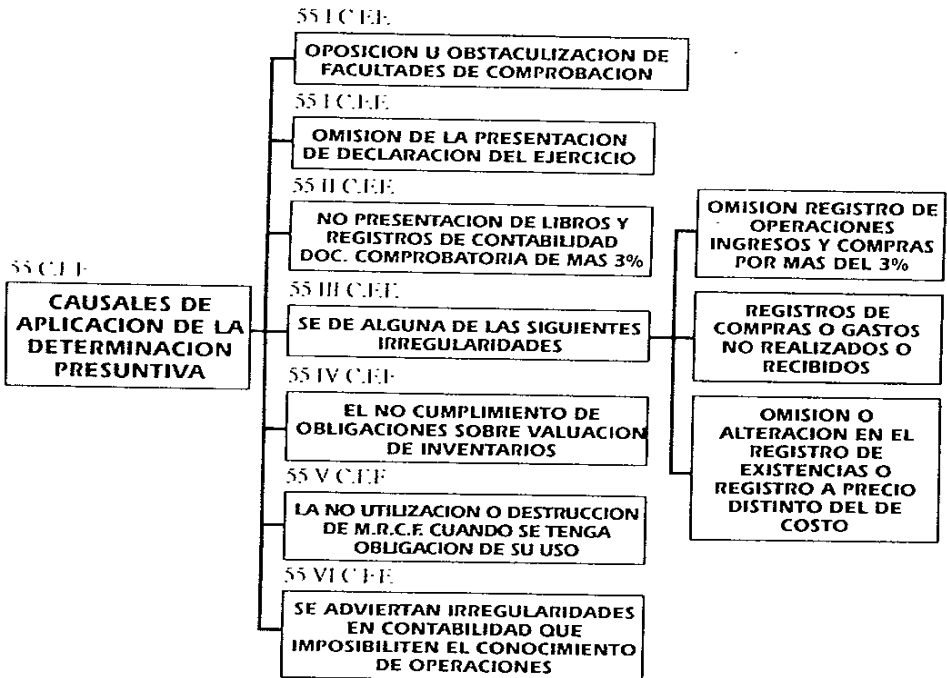 55 C.F.F.
CAUSALES DE
APLICACION DE LA
DETERMINACION
PRESUNTIVA
55 I C.F.F.
OPOSICION U OBSTACULIZACION DE
FACULTADES DE COMPROBACION
55 I C.F.F.
OMISION DE LA PRESENTACION
DE DECLARACION DEL EJERCICIO
55 II C.F.F.
NO PRESENTACION DE LIBROS Y
REGISTROS DE CONTABILIDAD
DOC. COMPROBATORIA DE MAS 3%
55 III C.F.F.
SE DE ALGUNA DE LAS SIGUIENTES
IRREGULARIDADES
OMISION REGISTRO DE
OPERACIONES
INGRESOS Y COMPRAS
POR MAS DEL 3%
REGISTROS DE
COMPRAS O GASTOS
NO REALIZADOS O
RECIBIDOS
OMISION O
ALTERACION EN EL
REGISTRO DE
EXISTENCIAS O
REGISTRO A PRECIO
DISTINTO DEL DE
COSTO
55 IV C.F.F.
EL NO CUMPLIMIENTO DE
OBLIGACIONES SOBRE VALUACION
DE INVENTARIOS
55 V C.F.F.
LA NO UTILIZACION O DESTRUCCION
DE M.R.C.F. CUANDO SE TENGA
OBLIGACION DE SU USO
55 VI C.F.F.
SE ADVIERTAN IRREGULARIDADES
EN CONTABILIDAD QUE
IMPOSIBILITEN EL CONOCIMIENTO
DE OPERACIONES